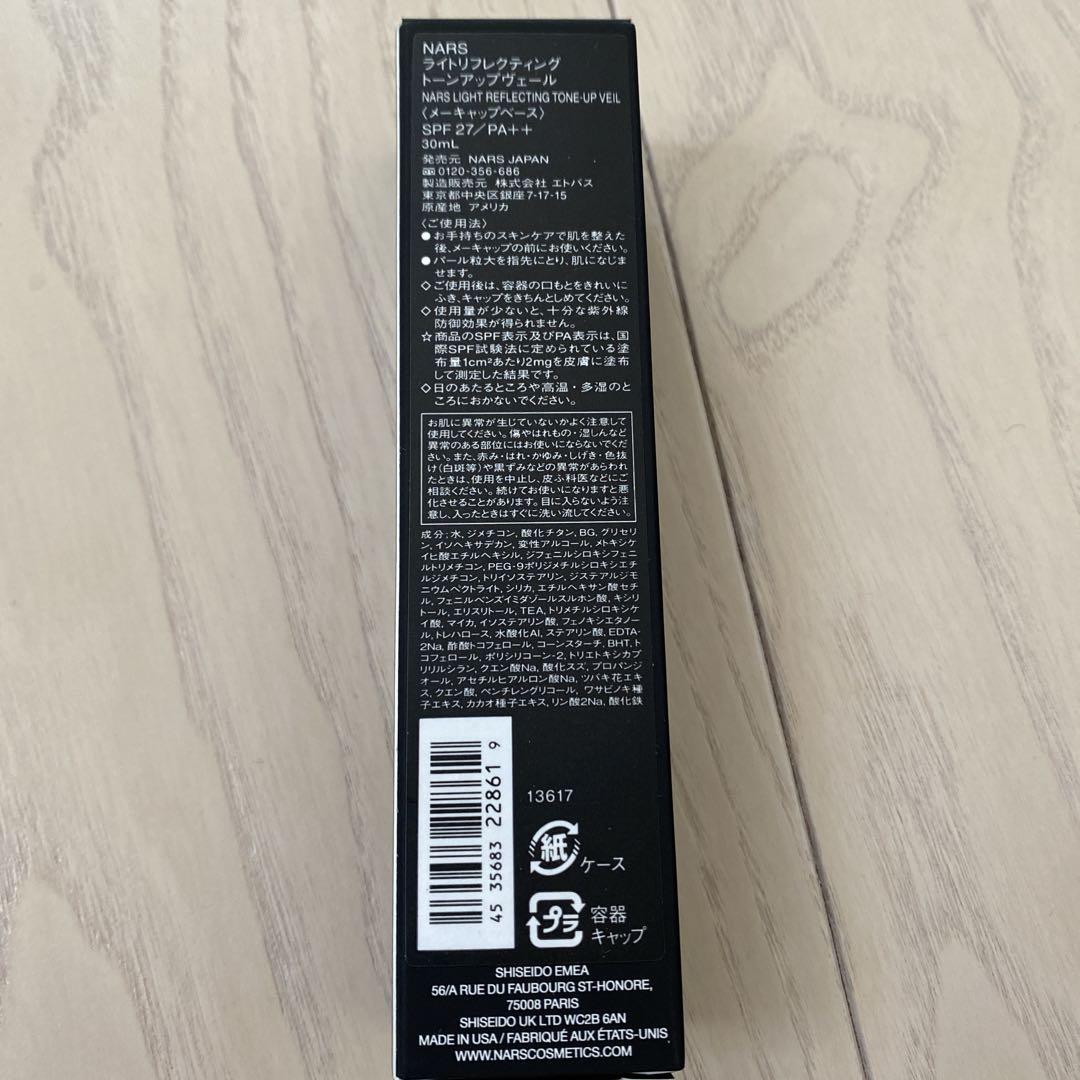 NARS
ライトリフレクティング
トーンアップヴェール
NARS LIGHT REFLECTING TONE-UP VEIL
〈メーキャップベース〉
SPF 27／PA++
30mL
発売元 NARS JAPAN
0120-356-686
製造販売元 株式会社 エトバス
東京都中央区銀座7-17-15
原産地 アメリカ
〈ご使用法〉
●お手持ちのスキンケアで肌を整えた
後、メーキャップの前にお使いください。
●パール粒大を指先にとり、肌になじま
せます。
◇ご使用後は、容器の口もとをきれいに
ふき、キャップをきちんとしめてください。
◇使用量が少ないと、十分な紫外線
防御効果が得られません。
☆商品のSPF表示及びPA表示は、国
際SPF試験法に定められている塗
布量1cm²あたり2mgを皮膚に塗布
して測定した結果です。
◇日のあたるところや高温・多湿のと
ころにおかないでください。
お肌に異常が生じていないかよく注意して
使用してください。傷やはれもの・湿しんなど
異常のある部位にはお使いにならないでくだ
さい。また、赤み・はれ・かゆみ・しげき・色抜
け(白斑等)や黒ずみなどの異常があらわれ
たときは、使用を中止し、皮ふ科医などにご
相談ください。続けてお使いになりますと悪
化させることがあります。目に入らないよう注
意し、入ったときはすぐに洗い流してください。
成分：水，ジメチコン，酸化チタン，BG，グリセリ
ン，イソヘキサデカン，変性アルコール，メトキシケ
イヒ酸エチルヘキシル，ジフェニルシロキシフェニ
ルトリメチコン，PEG-9ポリジメチルシロキシエチ
ルジメチコン，トリイソステアリン，ジステアルジモ
ニウムヘクトライト，シリカ，エチルヘキサン酸セチ
ル，フェニルベンズイミダゾールスルホン酸，キシリ
トール，エリスリトール，TEA，トリメチルシロキシケ
イ酸，マイカ，イソステアリン酸，フェノキシエタノー
ル，トレハロース，水酸化Al，ステアリン酸，EDTA-
2Na，酢酸トコフェロール，コーンスターチ，BHT，ト
コフェロール，ポリシリコーン-2，トリエトキシカプ
リリルシラン，クエン酸Na，酸化スズ，プロパンジ
オール，アセチルヒアルロン酸Na，ツバキ花エキ
ス，クエン酸，ペンチレングリコール，ワサビノキ種
子エキス，カカオ種子エキス，リン酸2Na，酸化鉄
45 35683 22861 9
13617
紙
ケース
プラ
容器
キャップ
SHISEIDO EMEA
56/A RUE DU FAUBOURG ST-HONORE,
75008 PARIS
SHISEIDO UK LTD WC2B 6AN
MADE IN USA / FABRIQUÉ AUX ÉTATS-UNIS
WWW.NARSCOSMETICS.COM